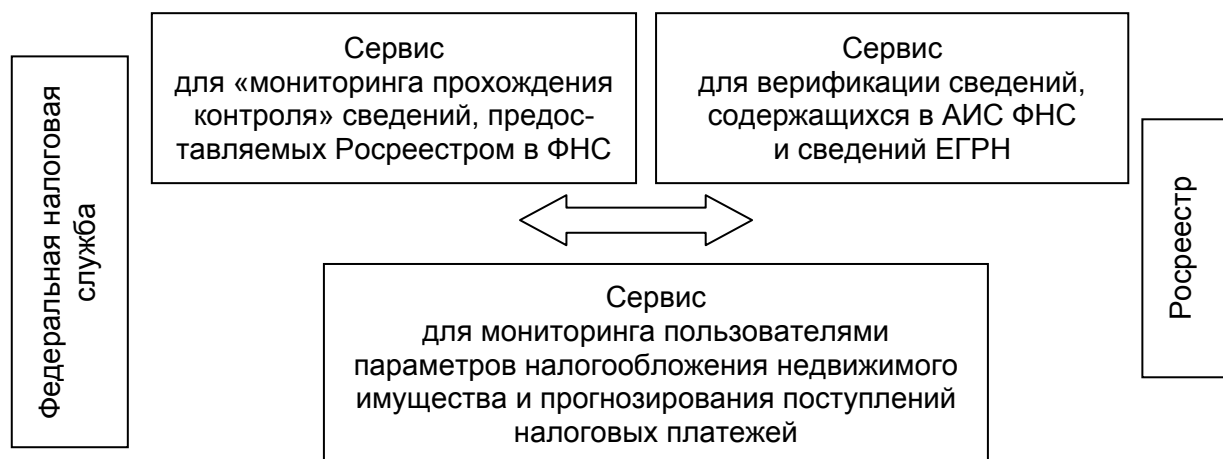 Федеральная налоговая
служба
Сервис
для «мониторинга прохождения
контроля» сведений, предос-
тавляемых Росреестром в ФНС
Сервис
для верификации сведений,
содержащихся в АИС ФНС
и сведений ЕГРН
Сервис
для мониторинга пользователями
параметров налогообложения недвижимого
имущества и прогнозирования поступлений
налоговых платежей
Росреестр